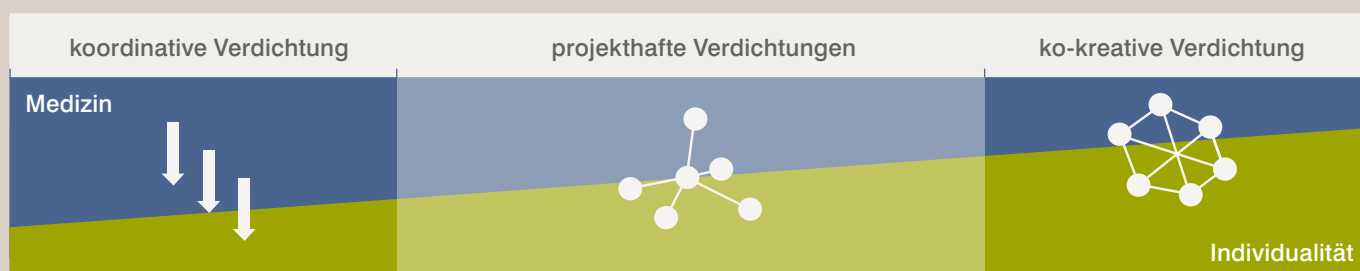 koordinative Verdichtung
projekthafte Verdichtungen
ko-kreative Verdichtung
Medizin
Individualität